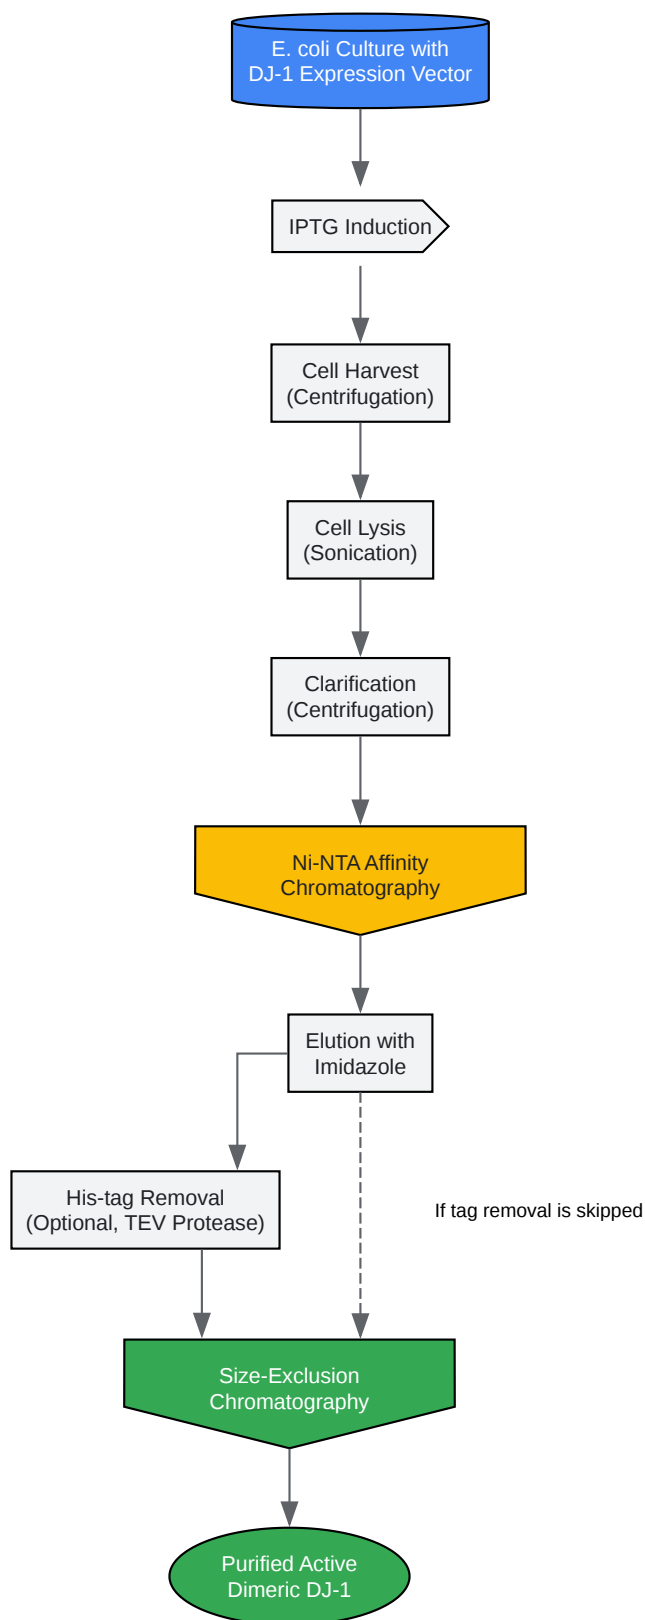 E. coli Culture with
DJ-1 Expression Vector
IPTG Induction
Cell Harvest
(Centrifugation)
Cell Lysis
(Sonication)
Clarification
(Centrifugation)
Ni-NTA Affinity
Chromatography
Elution with
Imidazole
His-tag Removal
(Optional, TEV Protease)
If tag removal is skipped
Size-Exclusion
Chromatography
Purified Active
Dimeric DJ-1